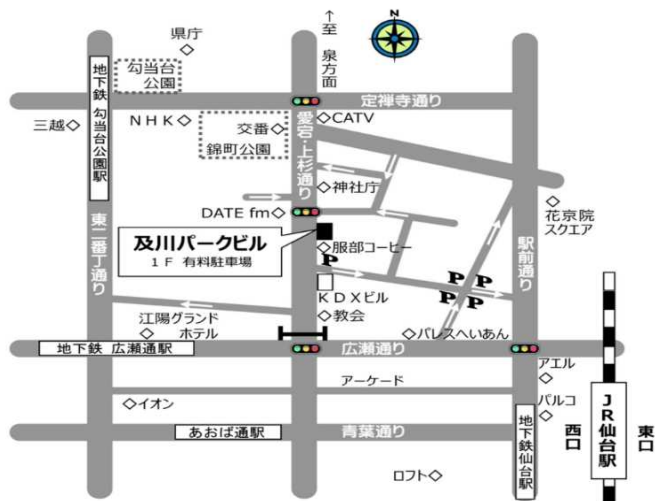 N
↑至 泉方面
県庁
勾当台
公園
地下鉄 勾当台公園駅
定禅寺通り
三越
NHK
交番
錦町公園
CATV
愛宕・上杉通り
神社庁
DATE fm
花京院
スクエア
及川パークビル
1F 有料駐車場
服部コーヒー
P
P P
P P
東二番丁通り
駅前通り
KDXビル
教会
江陽グランド
ホテル
パレスへいあん
地下鉄 広瀬通駅
広瀬通り
アエル
アーケード
パルコ
イオン
あおば通駅
青葉通り
地下鉄仙台駅
西口
JR仙台駅
東口
ロフト